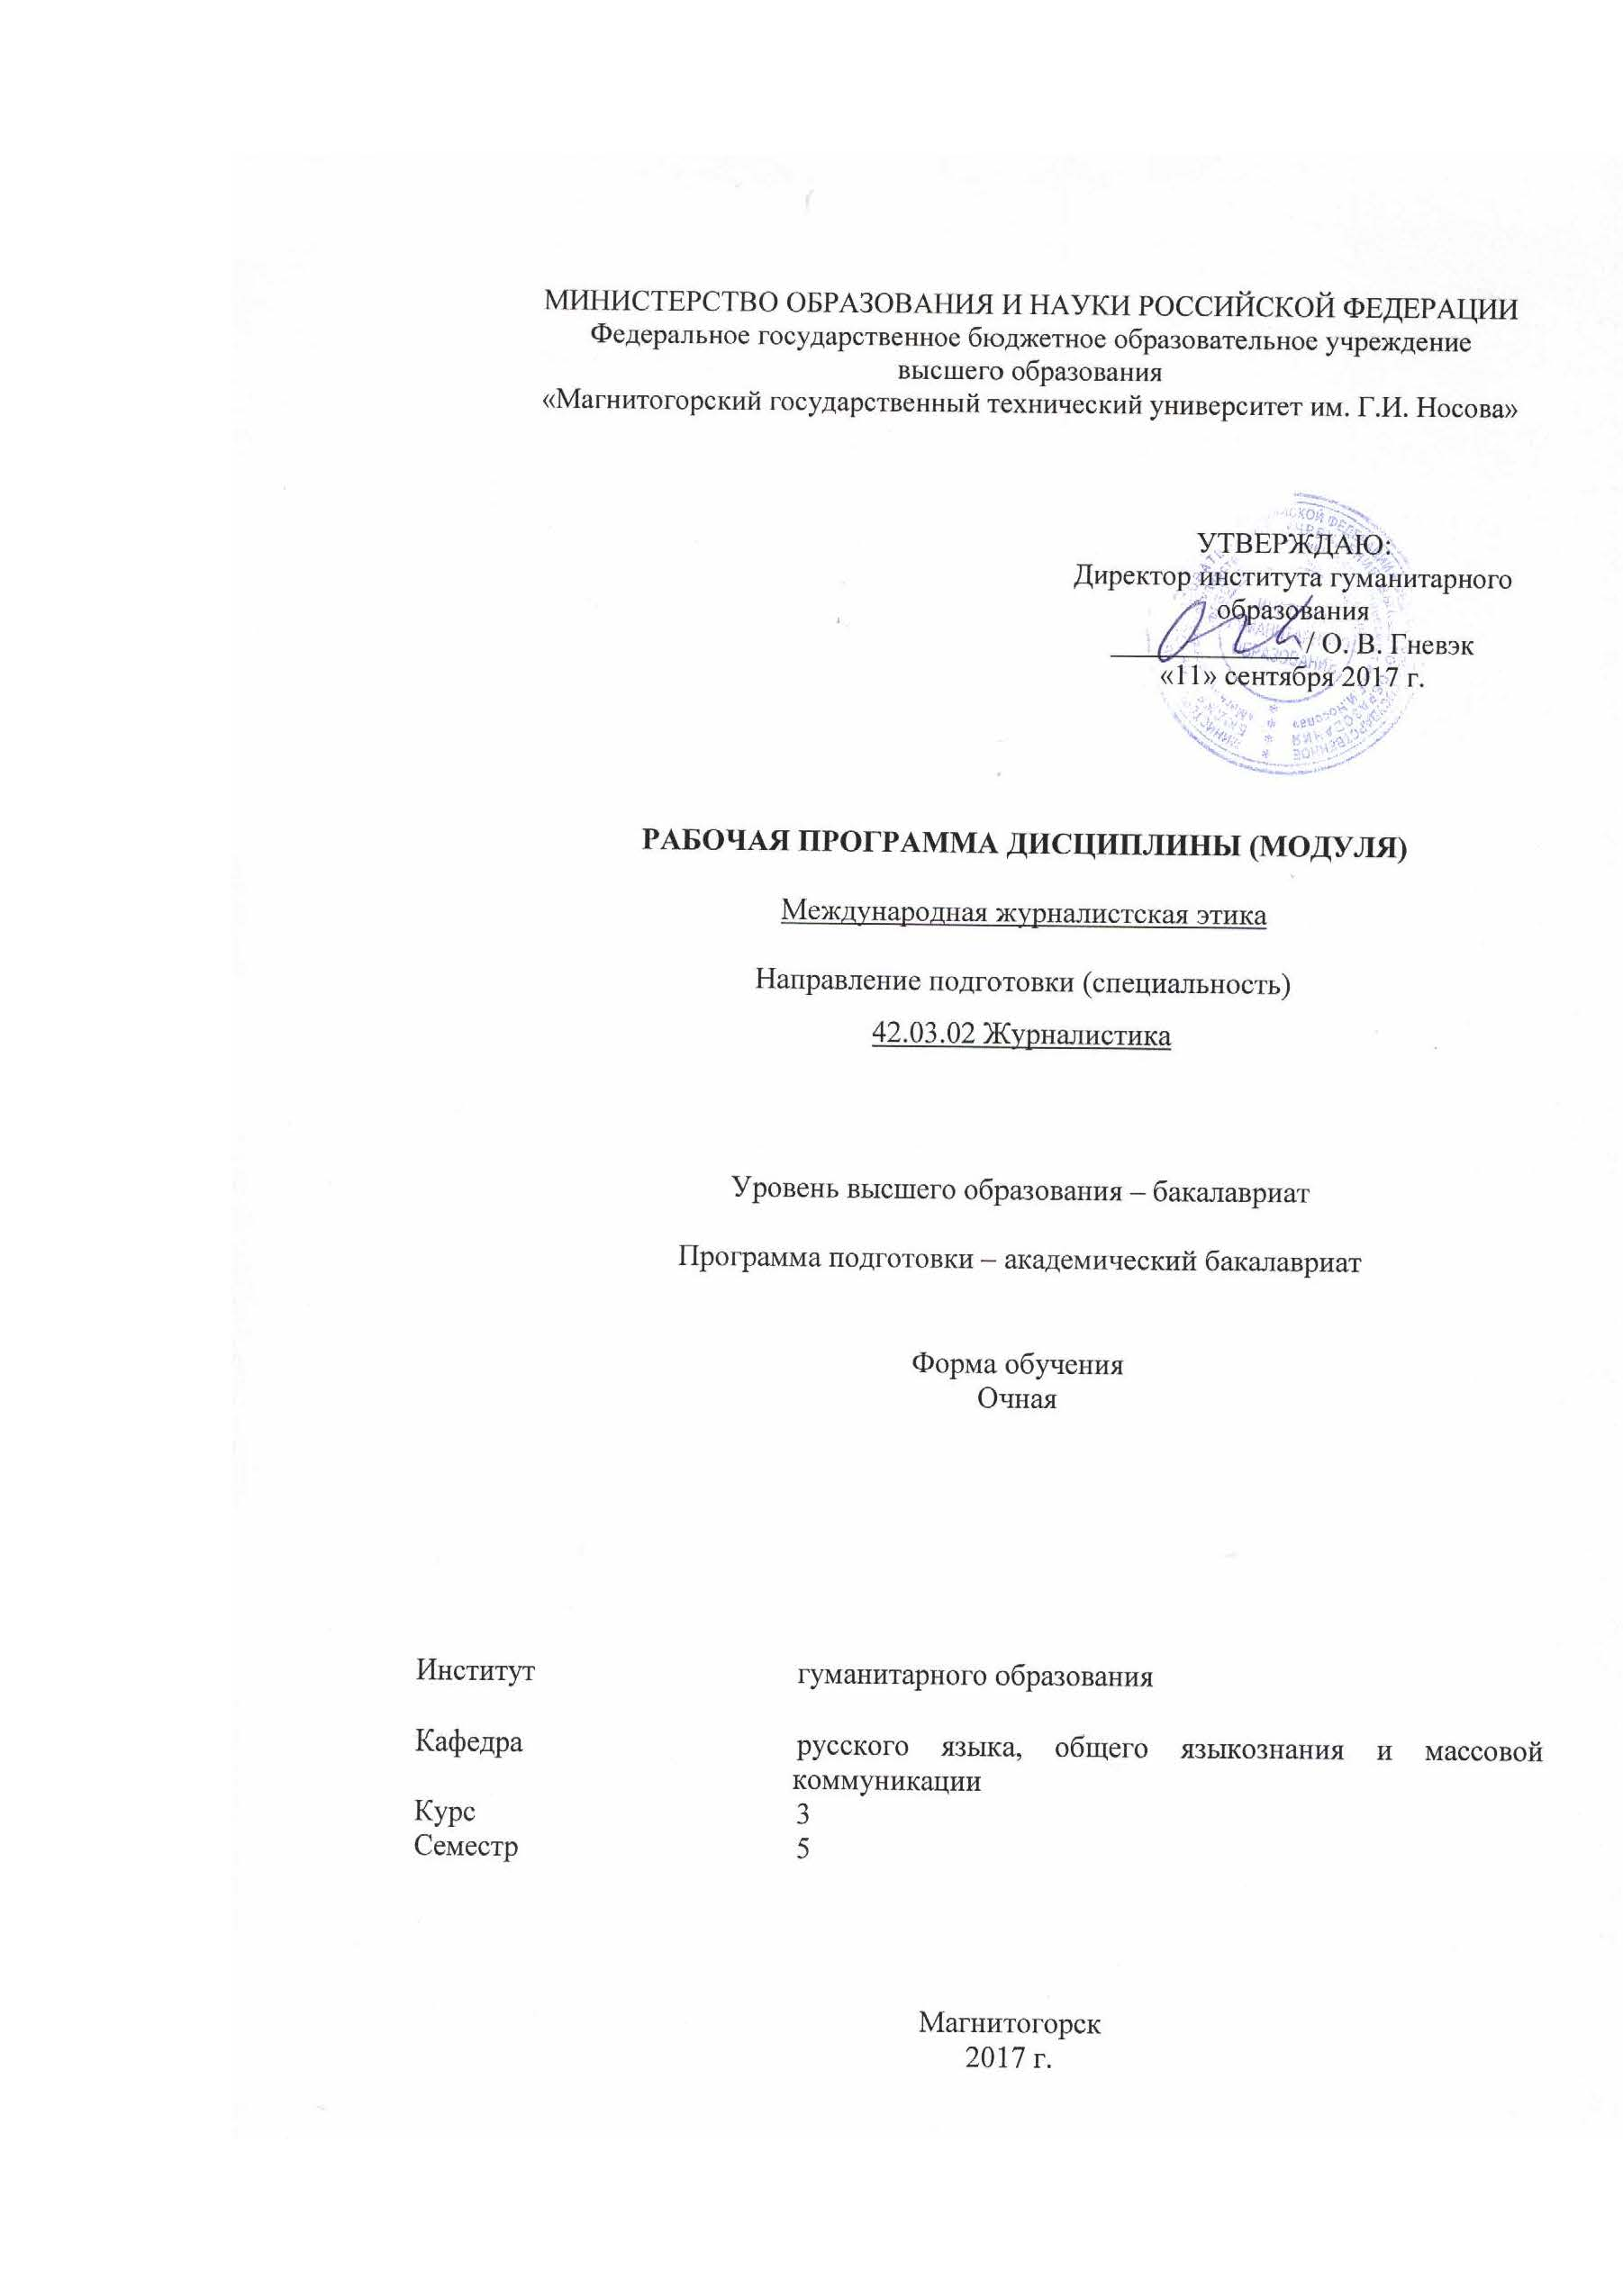 МИНИСТЕРСТВО ОБРАЗОВАНИЯ И НАУКИ РОССИЙСКОЙ ФЕДЕРАЦИИ
Федеральное государственное бюджетное образовательное учреждение
высшего образования
«Магнитогорский государственный технический университет им. Г.И. Носова»
УТВЕРЖДАЮ:
Директор института гуманитарного
образования
/ О. В. Гневэк
«11» сентября 2017 г.
РАБОЧАЯ ПРОГРАММА ДИСЦИПЛИНЫ (МОДУЛЯ)
Международная журналистская этика
Направление подготовки (специальность)
42.03.02 Журналистика
Уровень высшего образования – бакалавриат
Программа подготовки – академический бакалавриат
Форма обучения
Очная
Институт гуманитарного образования
Кафедра русского языка, общего языкознания и массовой
коммуникации
Курс 3
Семестр 5
Магнитогорск
2017 г.